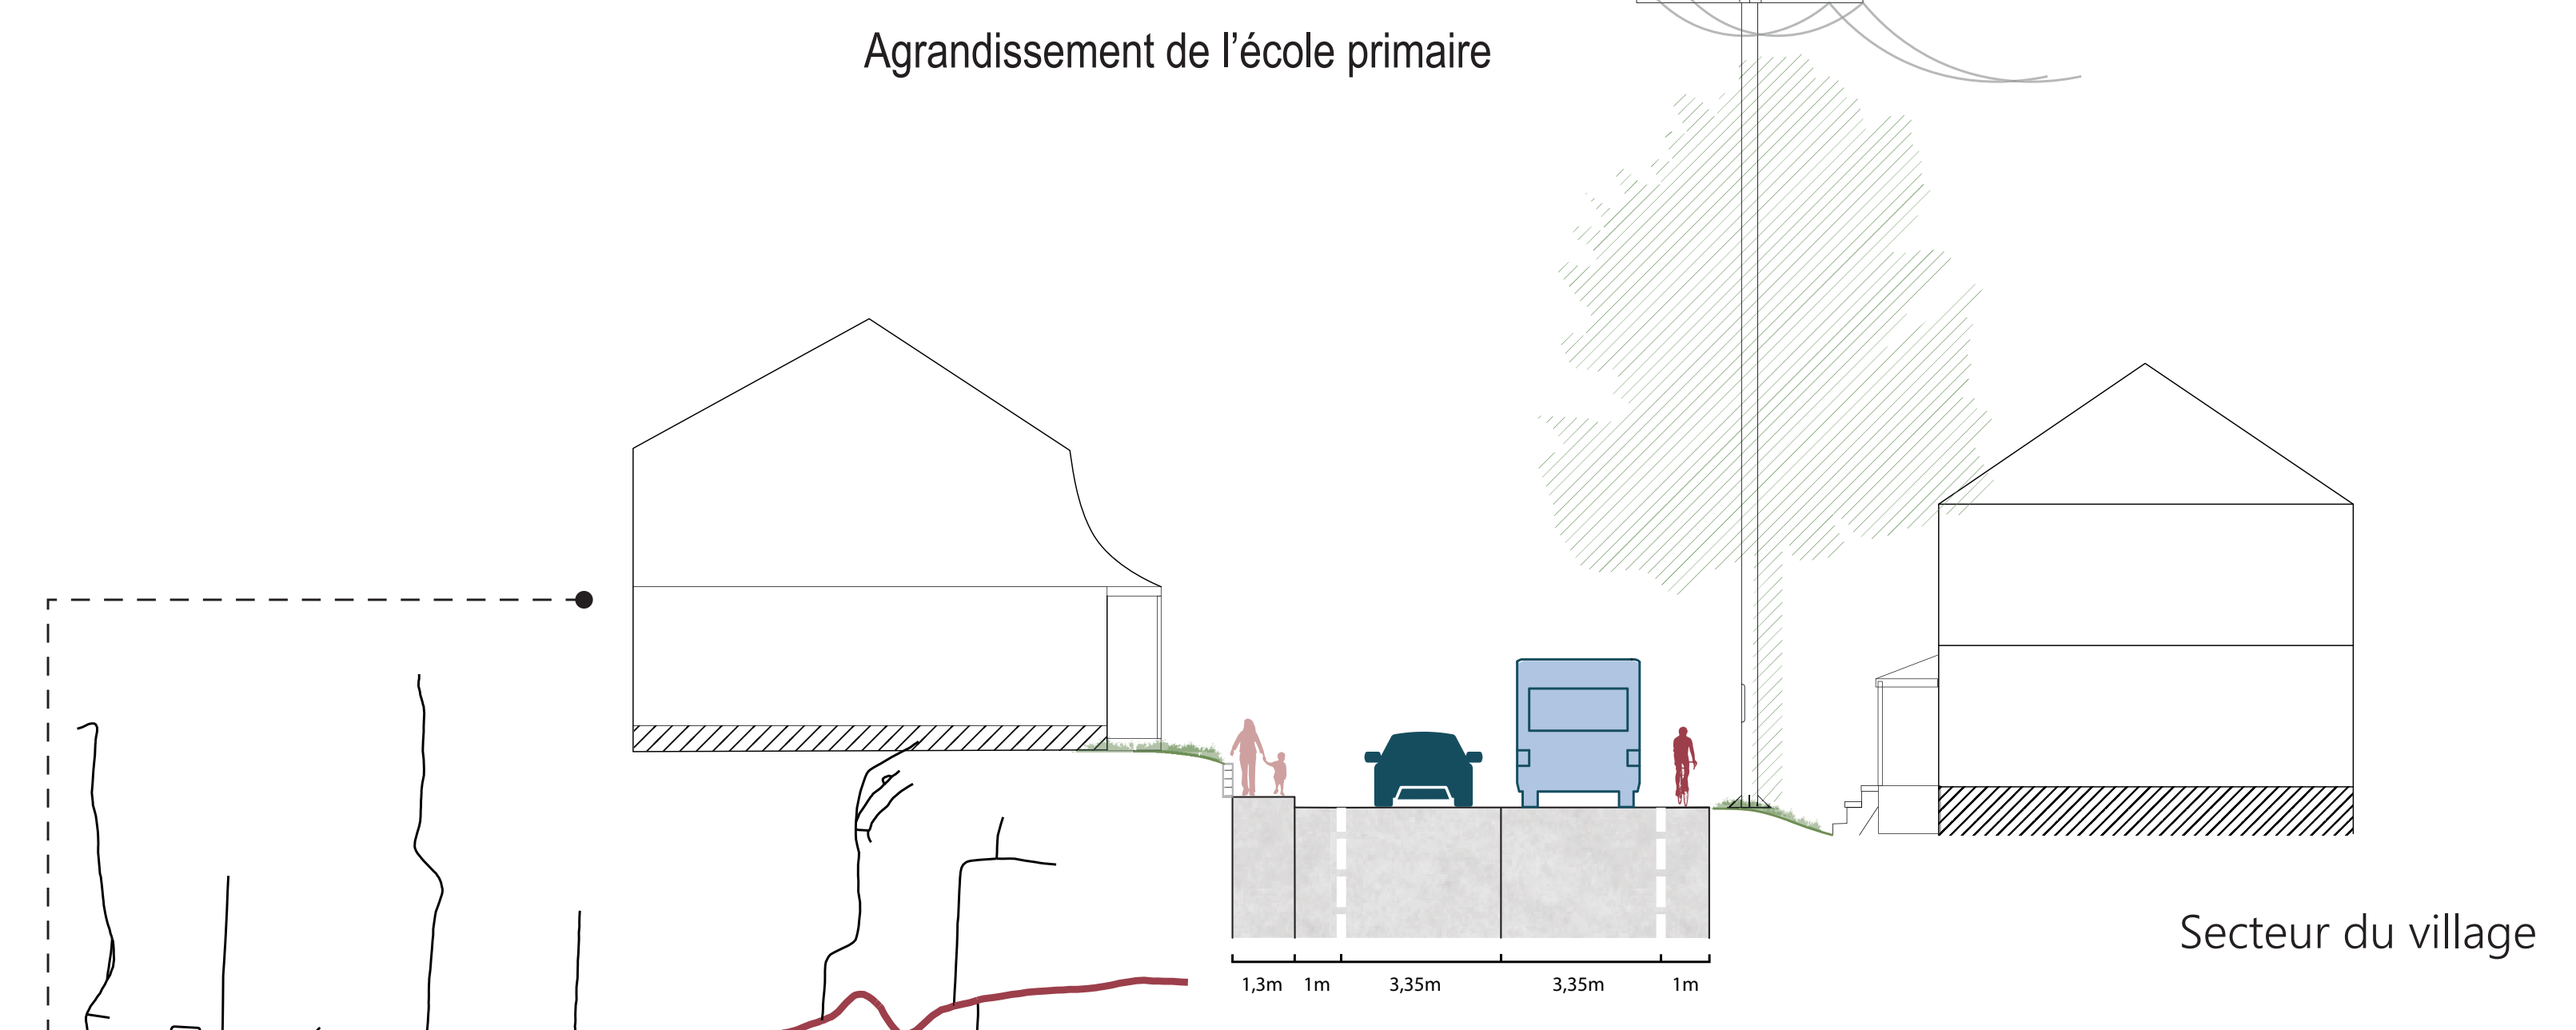 Agrandissement de l’école primaire
Secteur du village
1,3m 1m 3,35m 3,35m 1m